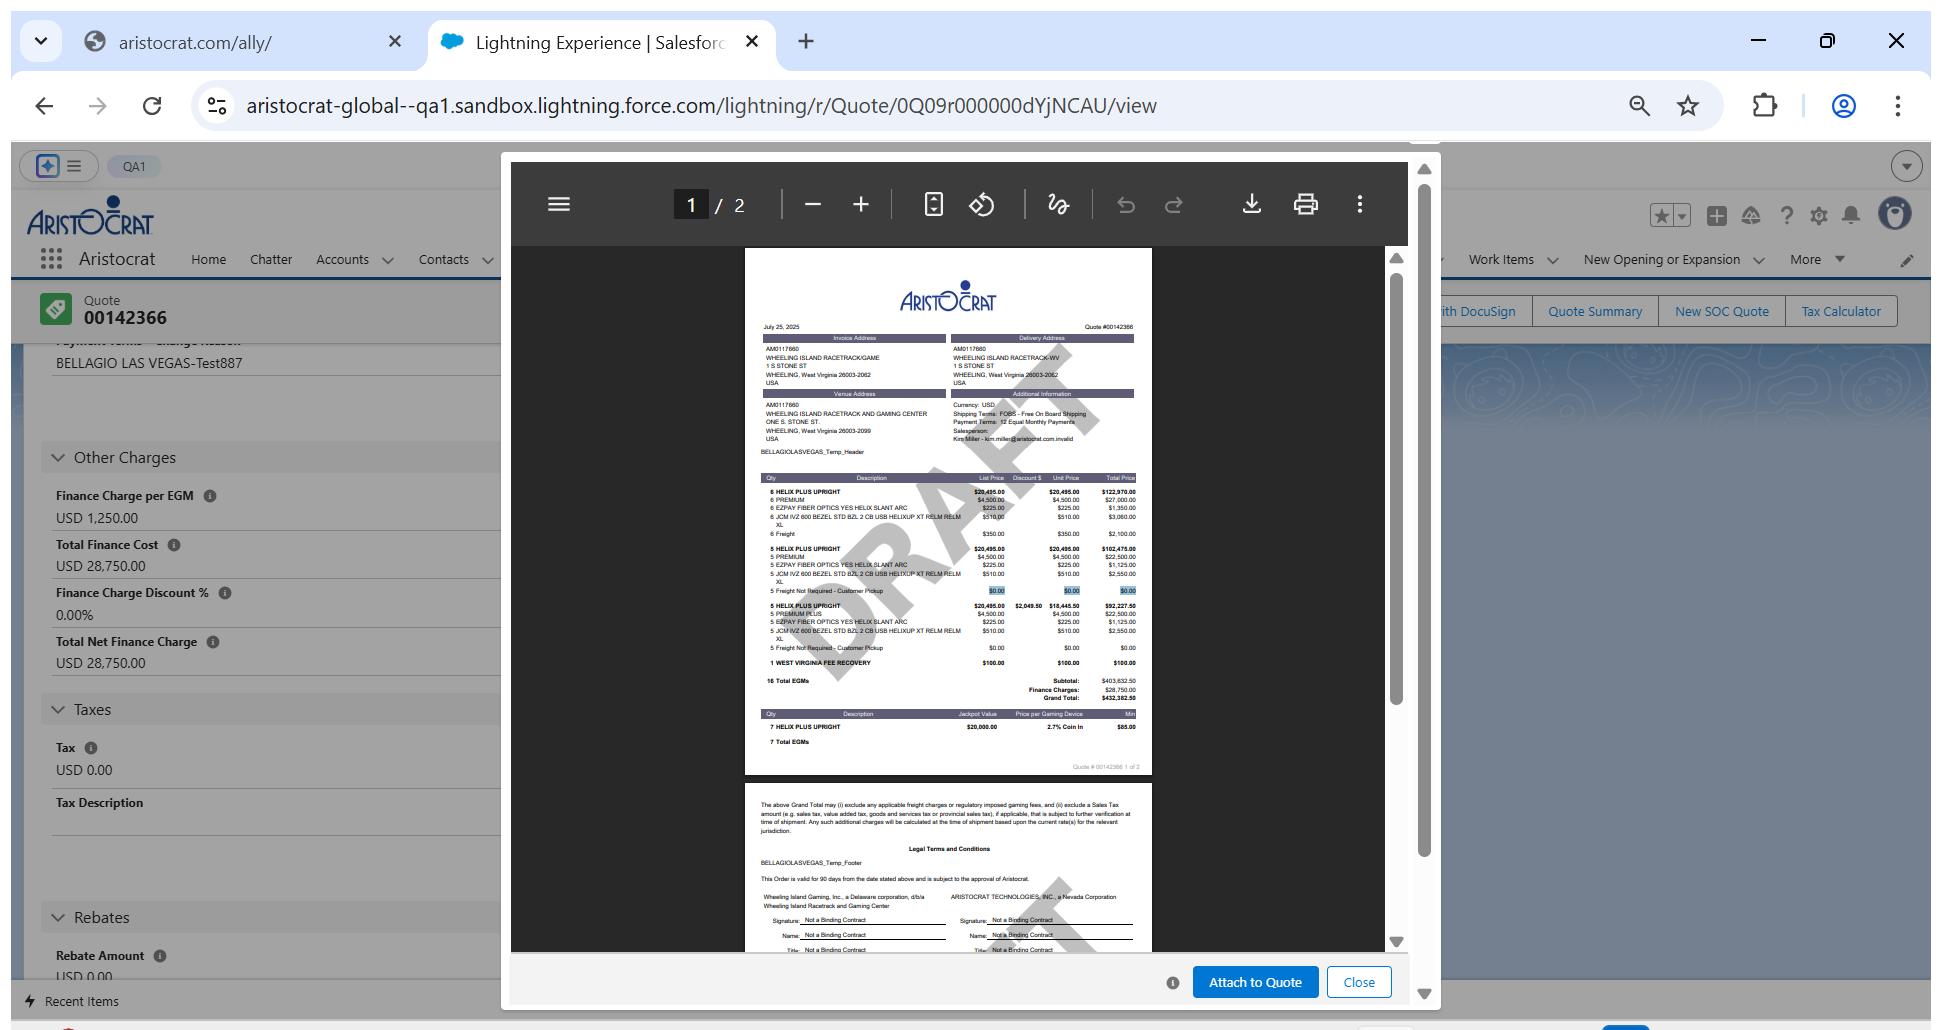 aristocrat.com/ally/
Lightning Experience | Salesforc
aristocrat-global--qa1.sandbox.lightning.force.com/lightning/r/Quote/0Q09r000000dYjNCAU/view
QA1
ARISTOCRAT
Aristocrat Home Chatter Accounts Contacts Work Items New Opening or Expansion More
Quote
00142366
ith DocuSign Quote Summary New SOC Quote Tax Calculator
BELLAGIO LAS VEGAS-Test887
Other Charges
Finance Charge per EGM
USD 1,250.00
Total Finance Cost
USD 28,750.00
Finance Charge Discount %
0.00%
Total Net Finance Charge
USD 28,750.00
Taxes
Tax
USD 0.00
Tax Description
Rebates
Rebate Amount
USD 0.00
Recent Items
1 / 2
ARISTOCRAT
July 25, 2025 Quote #00142366
Invoice Address Delivery Address
AM0117660 AM0117660
WHEELING ISLAND RACETRACK/GAME WHEELING ISLAND RACETRACK-WV
1 S STONE ST 1 S STONE ST
WHEELING, West Virginia 26003-2062 WHEELING, West Virginia 26003-2062
USA USA
Venue Address Additional Information
AM0117660 Currency: USD
WHEELING ISLAND RACETRACK AND GAMING CENTER Shipping Terms: FOBS - Free On Board Shipping
ONE S. STONE ST. Payment Terms: 12 Equal Monthly Payments
WHEELING, West Virginia 26003-2099 Salesperson:
USA Kim Miller - kim.miller@aristocrat.com.invalid
BELLAGIOLASVEGAS_Temp_Header
Qty Description List Price Discount $ Unit Price Total Price
6 HELIX PLUS UPRIGHT $20,495.00 $20,495.00 $122,970.00
6 PREMIUM $4,500.00 $4,500.00 $27,000.00
6 EZPAY FIBER OPTICS YES HELIX SLANT ARC $225.00 $225.00 $1,350.00
6 JCM IVZ 600 BEZEL STD BZL 2 CB USB HELIXUP XT RELM RELM $510.00 $510.00 $3,060.00
XL
6 Freight $350.00 $350.00 $2,100.00
5 HELIX PLUS UPRIGHT $20,495.00 $20,495.00 $102,475.00
5 PREMIUM $4,500.00 $4,500.00 $22,500.00
5 EZPAY FIBER OPTICS YES HELIX SLANT ARC $225.00 $225.00 $1,125.00
5 JCM IVZ 600 BEZEL STD BZL 2 CB USB HELIXUP XT RELM RELM $510.00 $510.00 $2,550.00
XL
5 Freight Not Required - Customer Pickup $0.00 $0.00 $0.00
5 HELIX PLUS UPRIGHT $20,495.00 $2,049.50 $18,445.50 $92,227.50
5 PREMIUM PLUS $4,500.00 $4,500.00 $22,500.00
5 EZPAY FIBER OPTICS YES HELIX SLANT ARC $225.00 $225.00 $1,125.00
5 JCM IVZ 600 BEZEL STD BZL 2 CB USB HELIXUP XT RELM RELM $510.00 $510.00 $2,550.00
XL
5 Freight Not Required - Customer Pickup $0.00 $0.00 $0.00
1 WEST VIRGINIA FEE RECOVERY $100.00 $100.00 $100.00
16 Total EGMs Subtotal: $403,632.50
Finance Charges: $28,750.00
Grand Total: $432,382.50
Qty Description Jackpot Value Price per Gaming Device Min
7 HELIX PLUS UPRIGHT $20,000.00 2.7% Coin In $85.00
7 Total EGMs
DRAFT
Quote # 00142366 1 of 2
The above Grand Total may (i) exclude any applicable freight charges or regulatory imposed gaming fees, and (ii) exclude a Sales Tax
amount (e.g. sales tax, value added tax, goods and services tax or provincial sales tax), if applicable, that is subject to further verification at
time of shipment. Any such additional charges will be calculated at the time of shipment based upon the current rate(s) for the relevant
jurisdiction.
Legal Terms and Conditions
BELLAGIOLASVEGAS_Temp_Footer
This Order is valid for 90 days from the date stated above and is subject to the approval of Aristocrat.
Wheeling Island Gaming, Inc., a Delaware corporation, d/b/a ARISTOCRAT TECHNOLOGIES, INC., a Nevada Corporation
Wheeling Island Racetrack and Gaming Center
Signature: Not a Binding Contract Signature: Not a Binding Contract
Name: Not a Binding Contract Name: Not a Binding Contract
Title: Not a Binding Contract Title: Not a Binding Contract
Attach to Quote Close